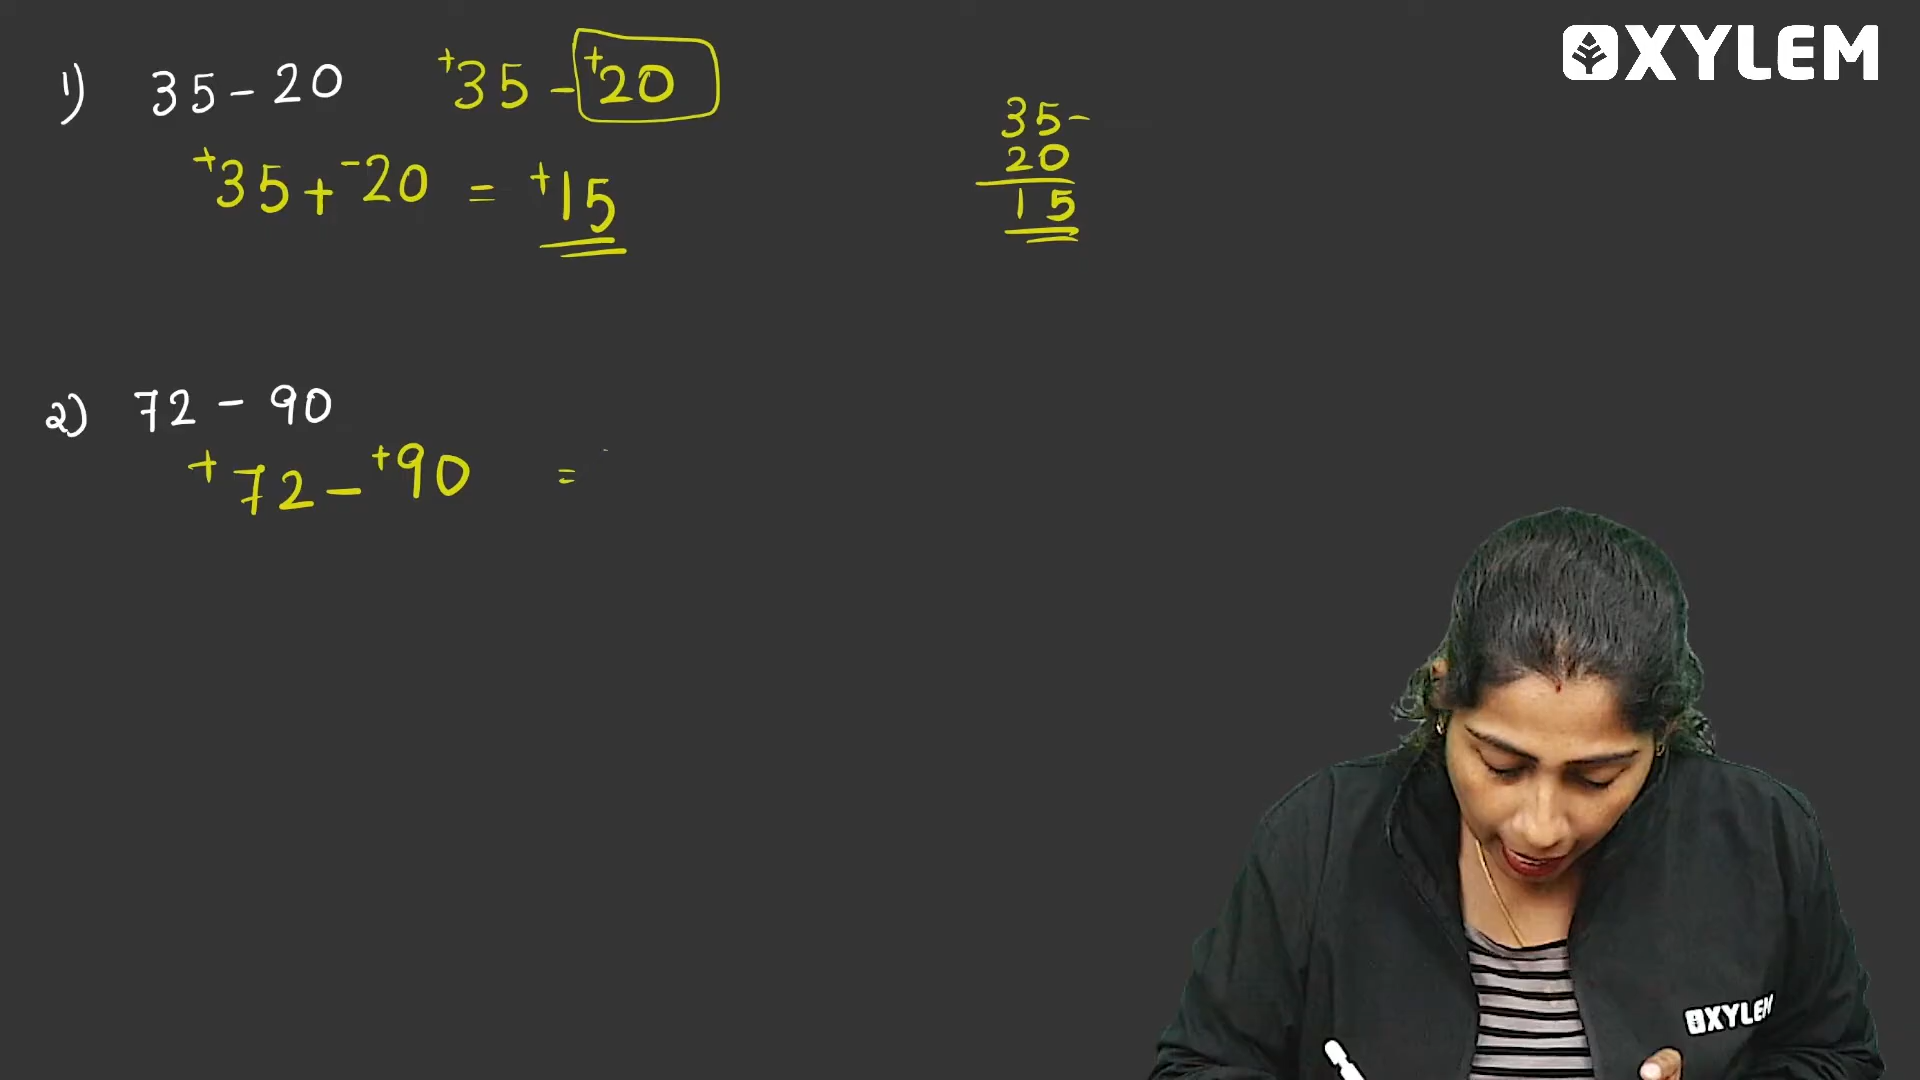 OXYLEM
1) 35 - 20 +35 - +20
+35 + -20 = +15
35 -
20
15
2) 72 - 90
+72 - +90 =
OXYLEM